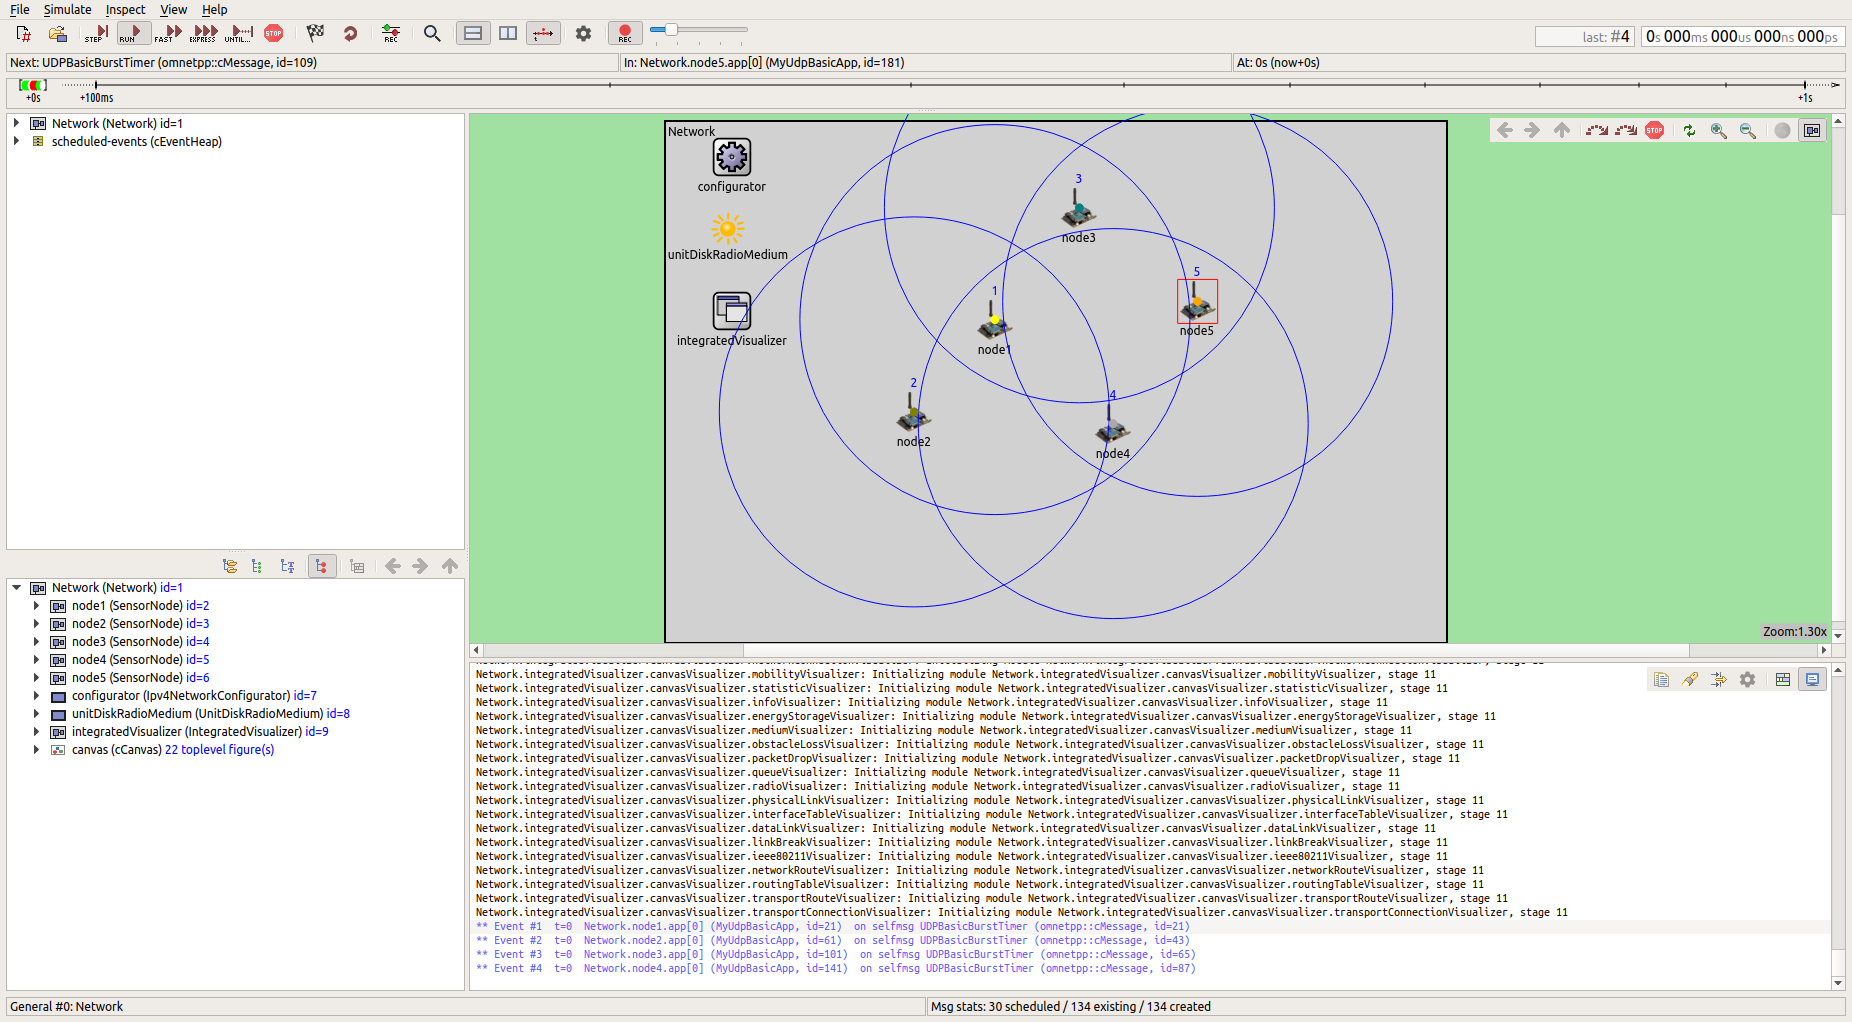 File Simulate Inspect View Help
STEP RUN FAST EXPRESS UNTIL... STOP REC REC
last: #4 0s 000ms 000us 000ns 000ps
Next: UDPBasicBurstTimer (omnetpp::cMessage, id=109) In: Network.node5.app[0] (MyUdpBasicApp, id=181) At: 0s (now+0s)
+0s +100ms +1s
Network (Network) id=1
scheduled-events (cEventHeap)
Network (Network) id=1
node1 (SensorNode) id=2
node2 (SensorNode) id=3
node3 (SensorNode) id=4
node4 (SensorNode) id=5
node5 (SensorNode) id=6
configurator (Ipv4NetworkConfigurator) id=7
unitDiskRadioMedium (UnitDiskRadioMedium) id=8
integratedVisualizer (IntegratedVisualizer) id=9
canvas (cCanvas) 22 toplevel figure(s)
Network
STOP
configurator
unitDiskRadioMedium
integratedVisualizer
3
node3
5
node5
1
node1
2
node2
4
node4
Zoom:1.30x
Network.integratedVisualizer.canvasVisualizer.mobilityVisualizer: Initializing module Network.integratedVisualizer.canvasVisualizer.mobilityVisualizer, stage 11
Network.integratedVisualizer.canvasVisualizer.statisticVisualizer: Initializing module Network.integratedVisualizer.canvasVisualizer.statisticVisualizer, stage 11
Network.integratedVisualizer.canvasVisualizer.infoVisualizer: Initializing module Network.integratedVisualizer.canvasVisualizer.infoVisualizer, stage 11
Network.integratedVisualizer.canvasVisualizer.energyStorageVisualizer: Initializing module Network.integratedVisualizer.canvasVisualizer.energyStorageVisualizer, stage 11
Network.integratedVisualizer.canvasVisualizer.mediumVisualizer: Initializing module Network.integratedVisualizer.canvasVisualizer.mediumVisualizer, stage 11
Network.integratedVisualizer.canvasVisualizer.obstacleLossVisualizer: Initializing module Network.integratedVisualizer.canvasVisualizer.obstacleLossVisualizer, stage 11
Network.integratedVisualizer.canvasVisualizer.packetDropVisualizer: Initializing module Network.integratedVisualizer.canvasVisualizer.packetDropVisualizer, stage 11
Network.integratedVisualizer.canvasVisualizer.queueVisualizer: Initializing module Network.integratedVisualizer.canvasVisualizer.queueVisualizer, stage 11
Network.integratedVisualizer.canvasVisualizer.radioVisualizer: Initializing module Network.integratedVisualizer.canvasVisualizer.radioVisualizer, stage 11
Network.integratedVisualizer.canvasVisualizer.physicalLinkVisualizer: Initializing module Network.integratedVisualizer.canvasVisualizer.physicalLinkVisualizer, stage 11
Network.integratedVisualizer.canvasVisualizer.interfaceTableVisualizer: Initializing module Network.integratedVisualizer.canvasVisualizer.interfaceTableVisualizer, stage 11
Network.integratedVisualizer.canvasVisualizer.dataLinkVisualizer: Initializing module Network.integratedVisualizer.canvasVisualizer.dataLinkVisualizer, stage 11
Network.integratedVisualizer.canvasVisualizer.linkBreakVisualizer: Initializing module Network.integratedVisualizer.canvasVisualizer.linkBreakVisualizer, stage 11
Network.integratedVisualizer.canvasVisualizer.ieee80211Visualizer: Initializing module Network.integratedVisualizer.canvasVisualizer.ieee80211Visualizer, stage 11
Network.integratedVisualizer.canvasVisualizer.networkRouteVisualizer: Initializing module Network.integratedVisualizer.canvasVisualizer.networkRouteVisualizer, stage 11
Network.integratedVisualizer.canvasVisualizer.routingTableVisualizer: Initializing module Network.integratedVisualizer.canvasVisualizer.routingTableVisualizer, stage 11
Network.integratedVisualizer.canvasVisualizer.transportRouteVisualizer: Initializing module Network.integratedVisualizer.canvasVisualizer.transportRouteVisualizer, stage 11
Network.integratedVisualizer.canvasVisualizer.transportConnectionVisualizer: Initializing module Network.integratedVisualizer.canvasVisualizer.transportConnectionVisualizer, stage 11
** Event #1 t=0 Network.node1.app[0] (MyUdpBasicApp, id=21) on selfmsg UDPBasicBurstTimer (omnetpp::cMessage, id=21)
** Event #2 t=0 Network.node2.app[0] (MyUdpBasicApp, id=61) on selfmsg UDPBasicBurstTimer (omnetpp::cMessage, id=43)
** Event #3 t=0 Network.node3.app[0] (MyUdpBasicApp, id=101) on selfmsg UDPBasicBurstTimer (omnetpp::cMessage, id=65)
** Event #4 t=0 Network.node4.app[0] (MyUdpBasicApp, id=141) on selfmsg UDPBasicBurstTimer (omnetpp::cMessage, id=87)
General #0: Network Msg stats: 30 scheduled / 134 existing / 134 created